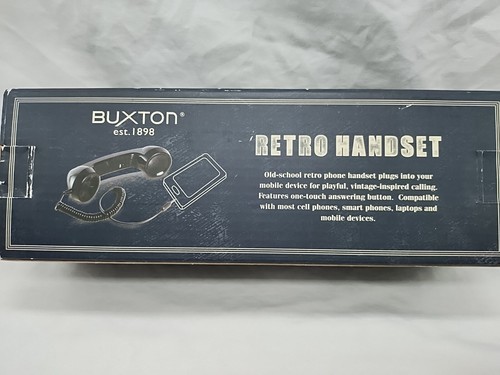 BUXTON®
est. 1898
RETRO HANDSET
Old-school retro phone handset plugs into your
mobile device for playful, vintage-inspired calling.
Features one-touch answering button. Compatible
with most cell phones, smart phones, laptops and
mobile devices.